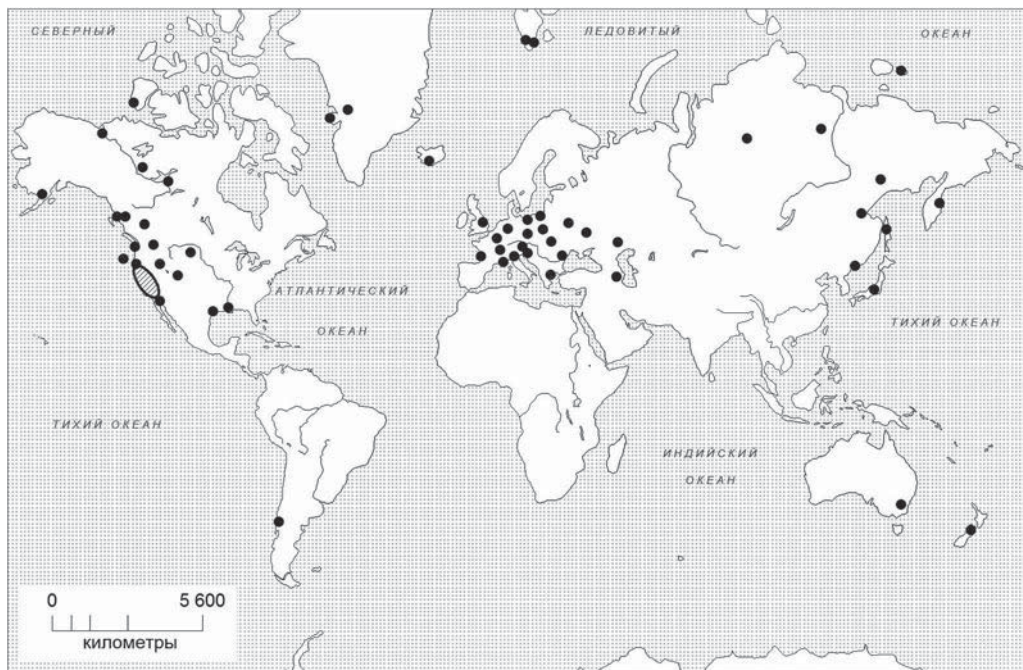 СЕВЕРНЫЙ ЛЕДОВИТЫЙ ОКЕАН
АТЛАНТИЧЕСКИЙ
ОКЕАН
ТИХИЙ ОКЕАН
ТИХИЙ ОКЕАН
ИНДИЙСКИЙ
ОКЕАН
0 5 600
километры